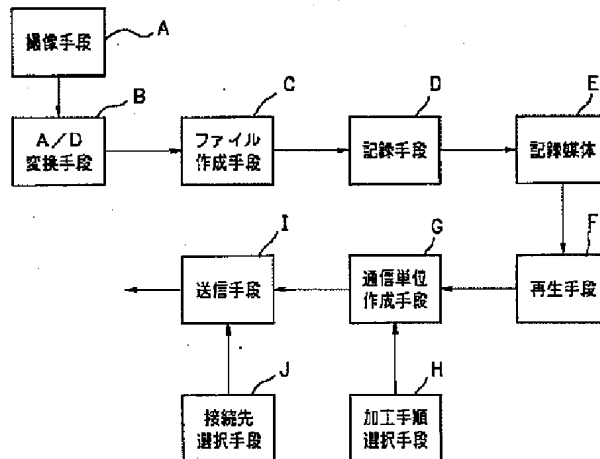 A
撮像手段
B
C
D
E
A/D
変換手段
ファイル
作成手段
記録手段
記録媒体
I
G
F
送信手段
通信単位
作成手段
再生手段
J
H
接続先
選択手段
加工手順
選択手段